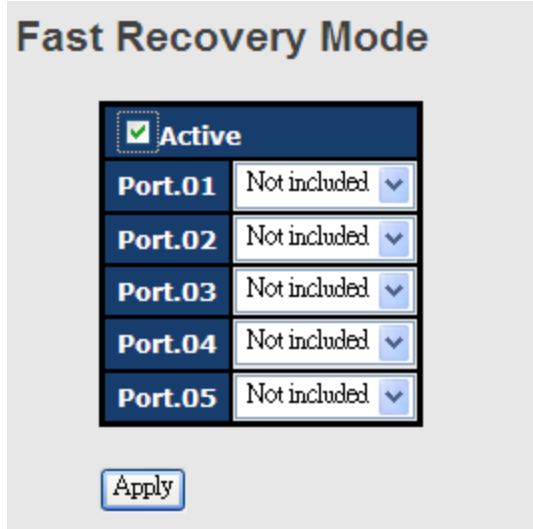 Fast Recovery Mode
Active
Port.01 Not included
Port.02 Not included
Port.03 Not included
Port.04 Not included
Port.05 Not included
Apply